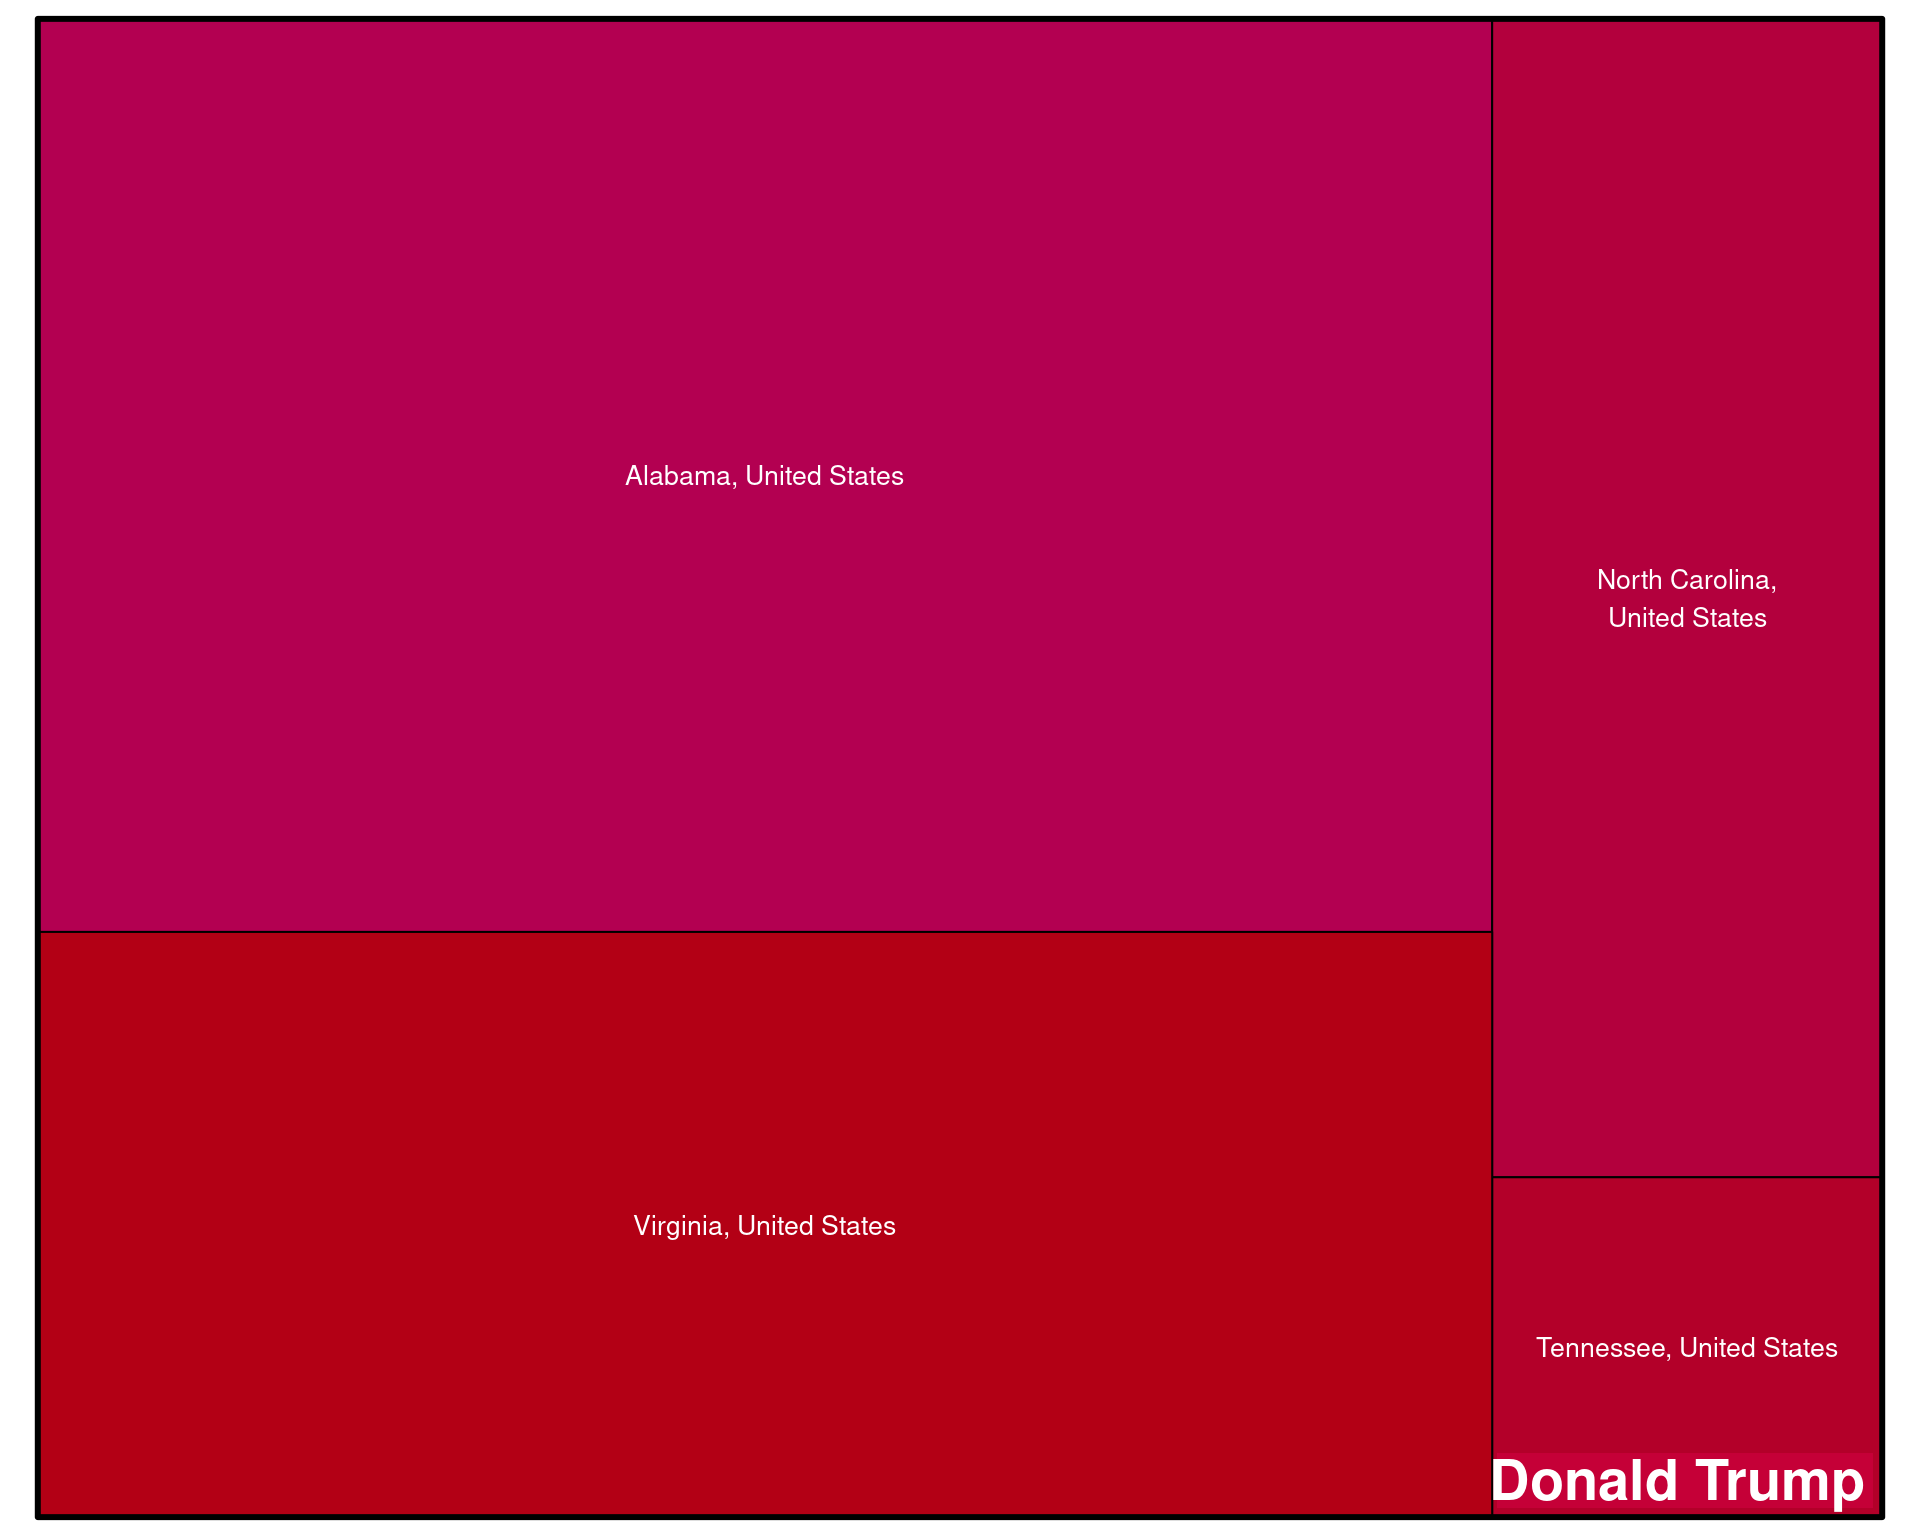 Alabama, United States
North Carolina,
United States
Virginia, United States
Tennessee, United States
Donald Trump